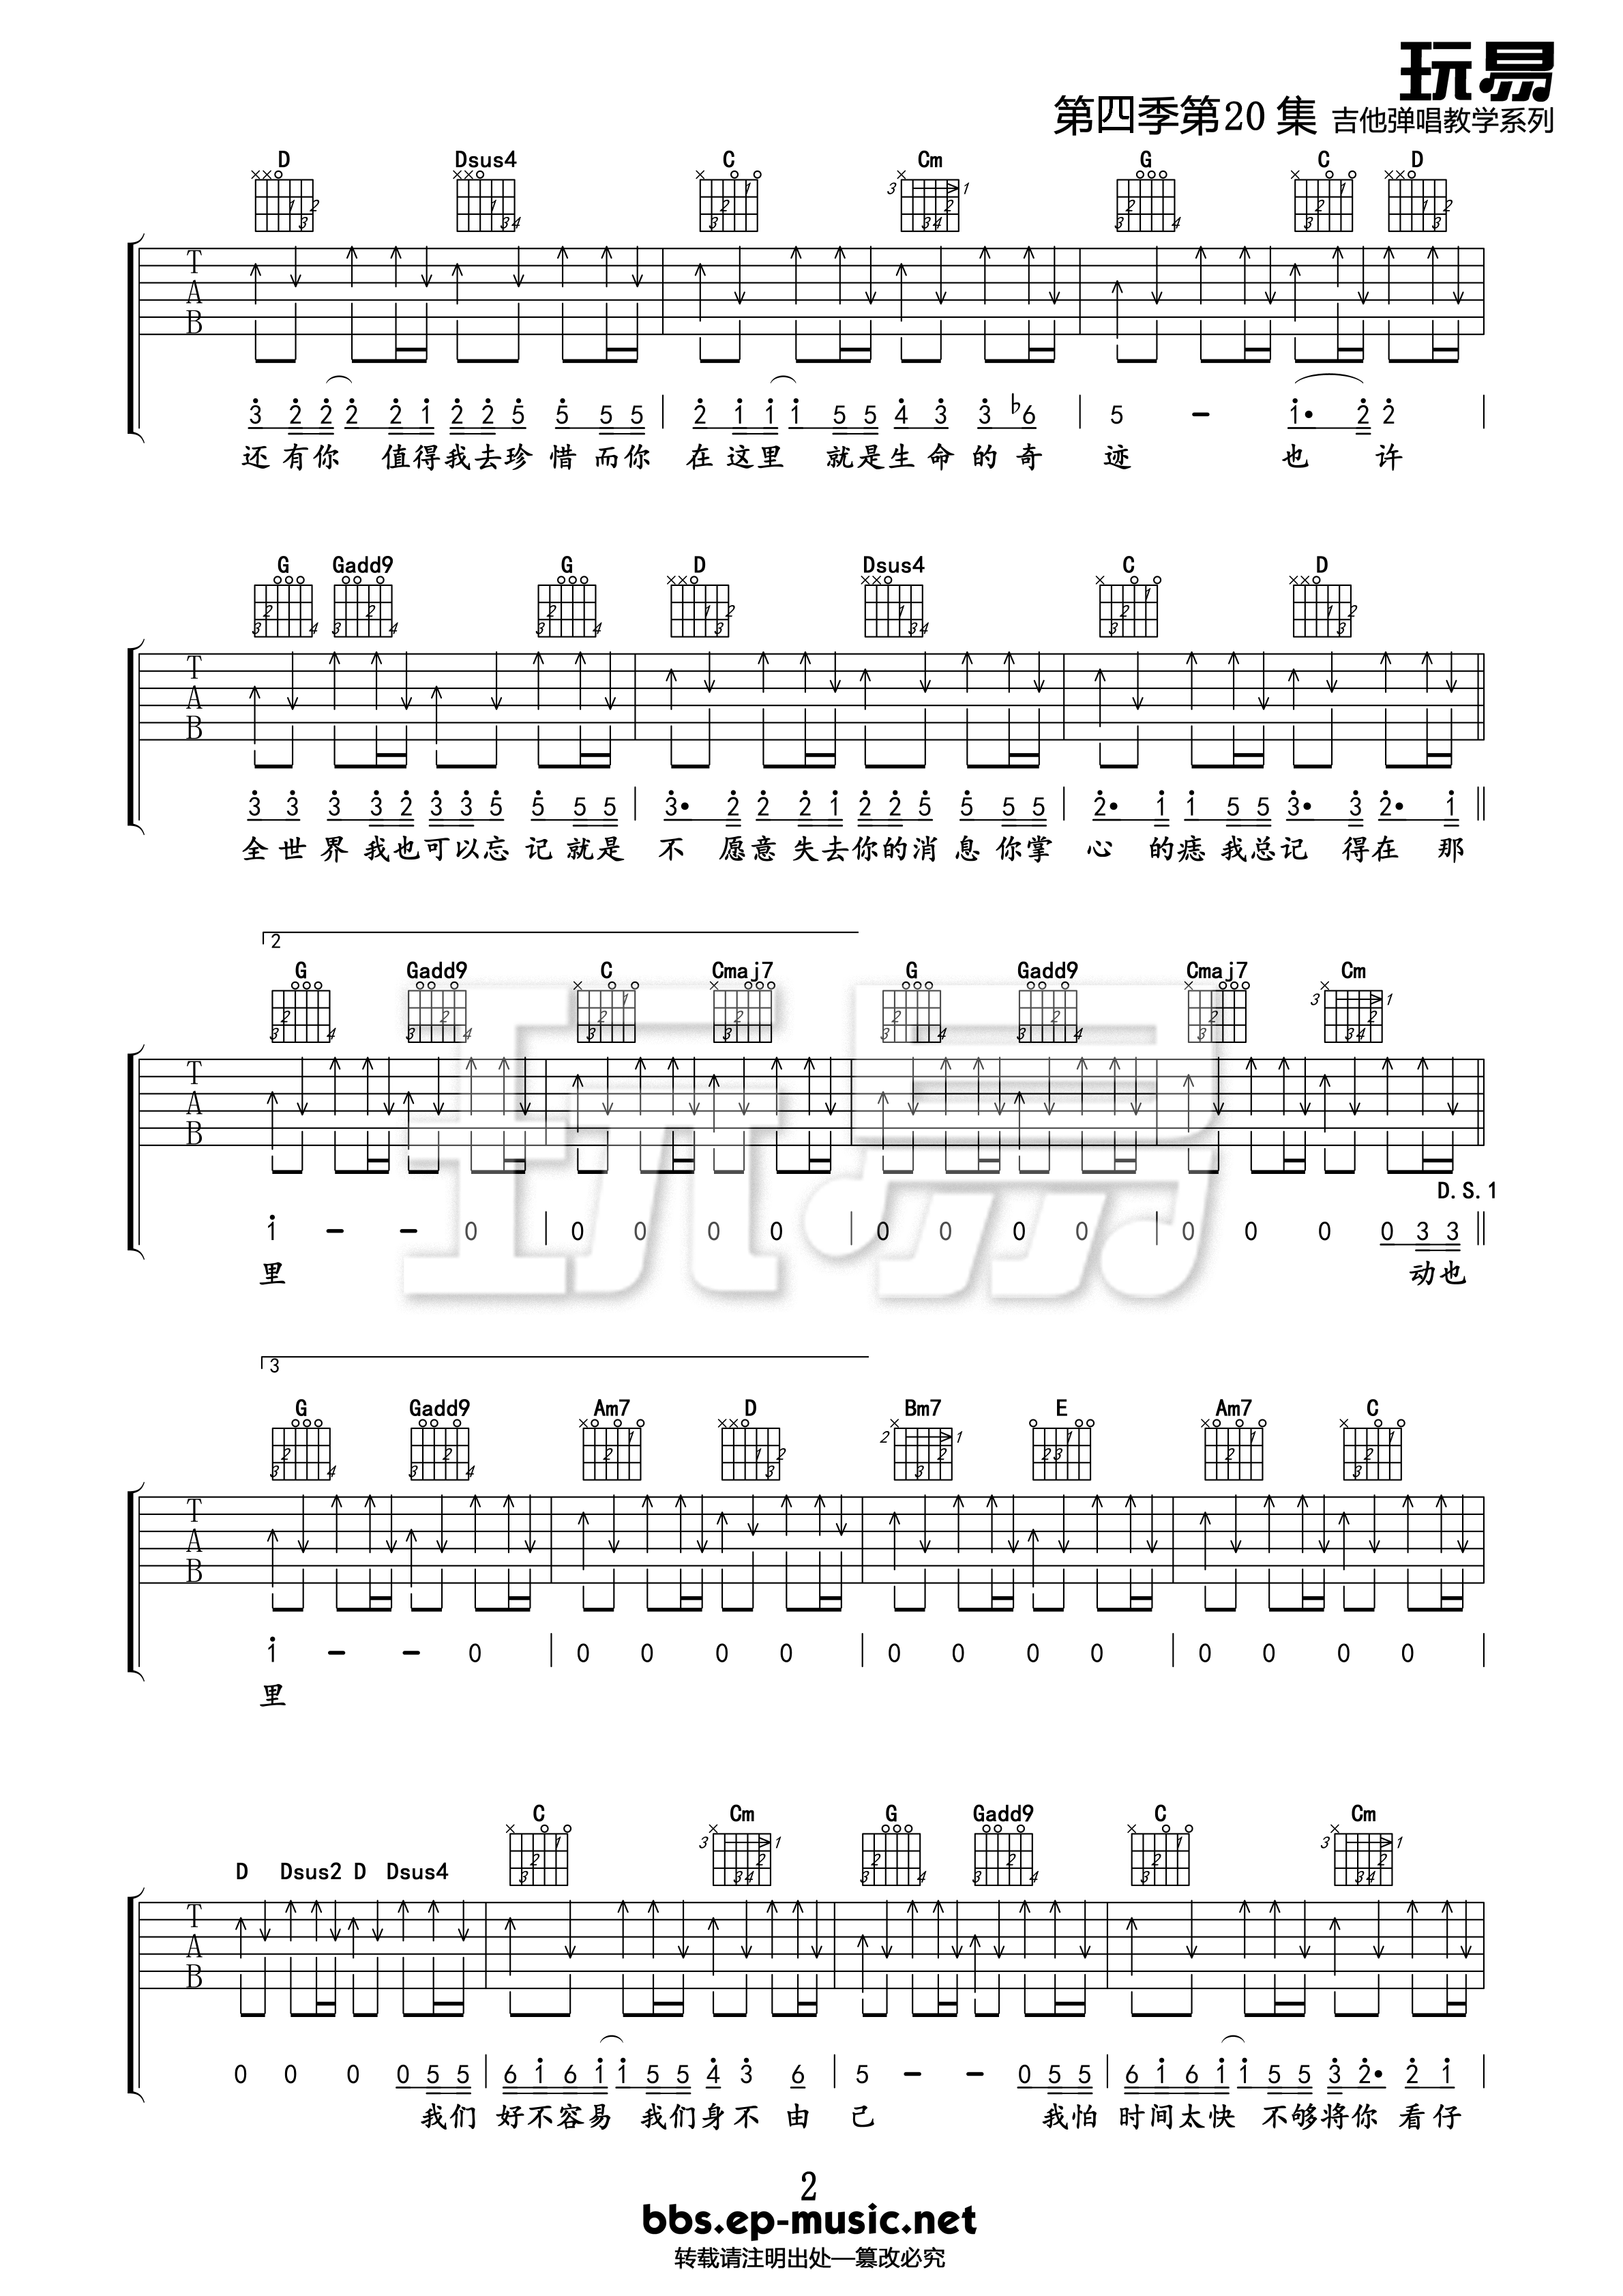 玩易
第四季第20 集 吉他弹唱教学系列
D Dsus4 C Cm G C D
3 1 2 3 4
T
A
B
3 2 2 2 2 1 2 2 5 5 5 5 | 2 1 1 1 5 5 4 3 3 ♭6 | 5 - 1· 2 2 |
还有你 值得我去珍惜而你 在这里 就是生命的奇 迹 也 许
G Gadd9 G D Dsus4 C D
T
A
B
3 3 3 3 2 3 3 5 5 5 5 | 3· 2 2 2 1 2 2 5 5 5 5 | 2· 1 1 5 5 3· 3 2· 1 ||
全世界我也可以忘记就是 不 愿意失去你的消息你掌 心 的痣我总记 得在 那
2
G Gadd9 C Cmaj7 G Gadd9 Cmaj7 Cm
T
A
B
D.S.1
1 - - 0 | 0 0 0 0 | 0 0 0 0 | 0 0 0 0 3 3 ||
里 动也
3
G Gadd9 Am7 D Bm7 E Am7 C
T
A
B
1 - - 0 | 0 0 0 0 | 0 0 0 0 | 0 0 0 0 |
里
C Cm G Gadd9 C Cm
D Dsus2 D Dsus4
T
A
B
0 0 0 0 5 5 | 6 1 6 1 1 5 5 4 3 6 | 5 - - 0 5 5 | 6 1 6 1 1 5 5 3 2· 2 1 |
我们 好不容易 我们身不 由 己 我怕 时间太快 不够将你 看仔
2
bbs.ep-music.net
转载请注明出处—篡改必究